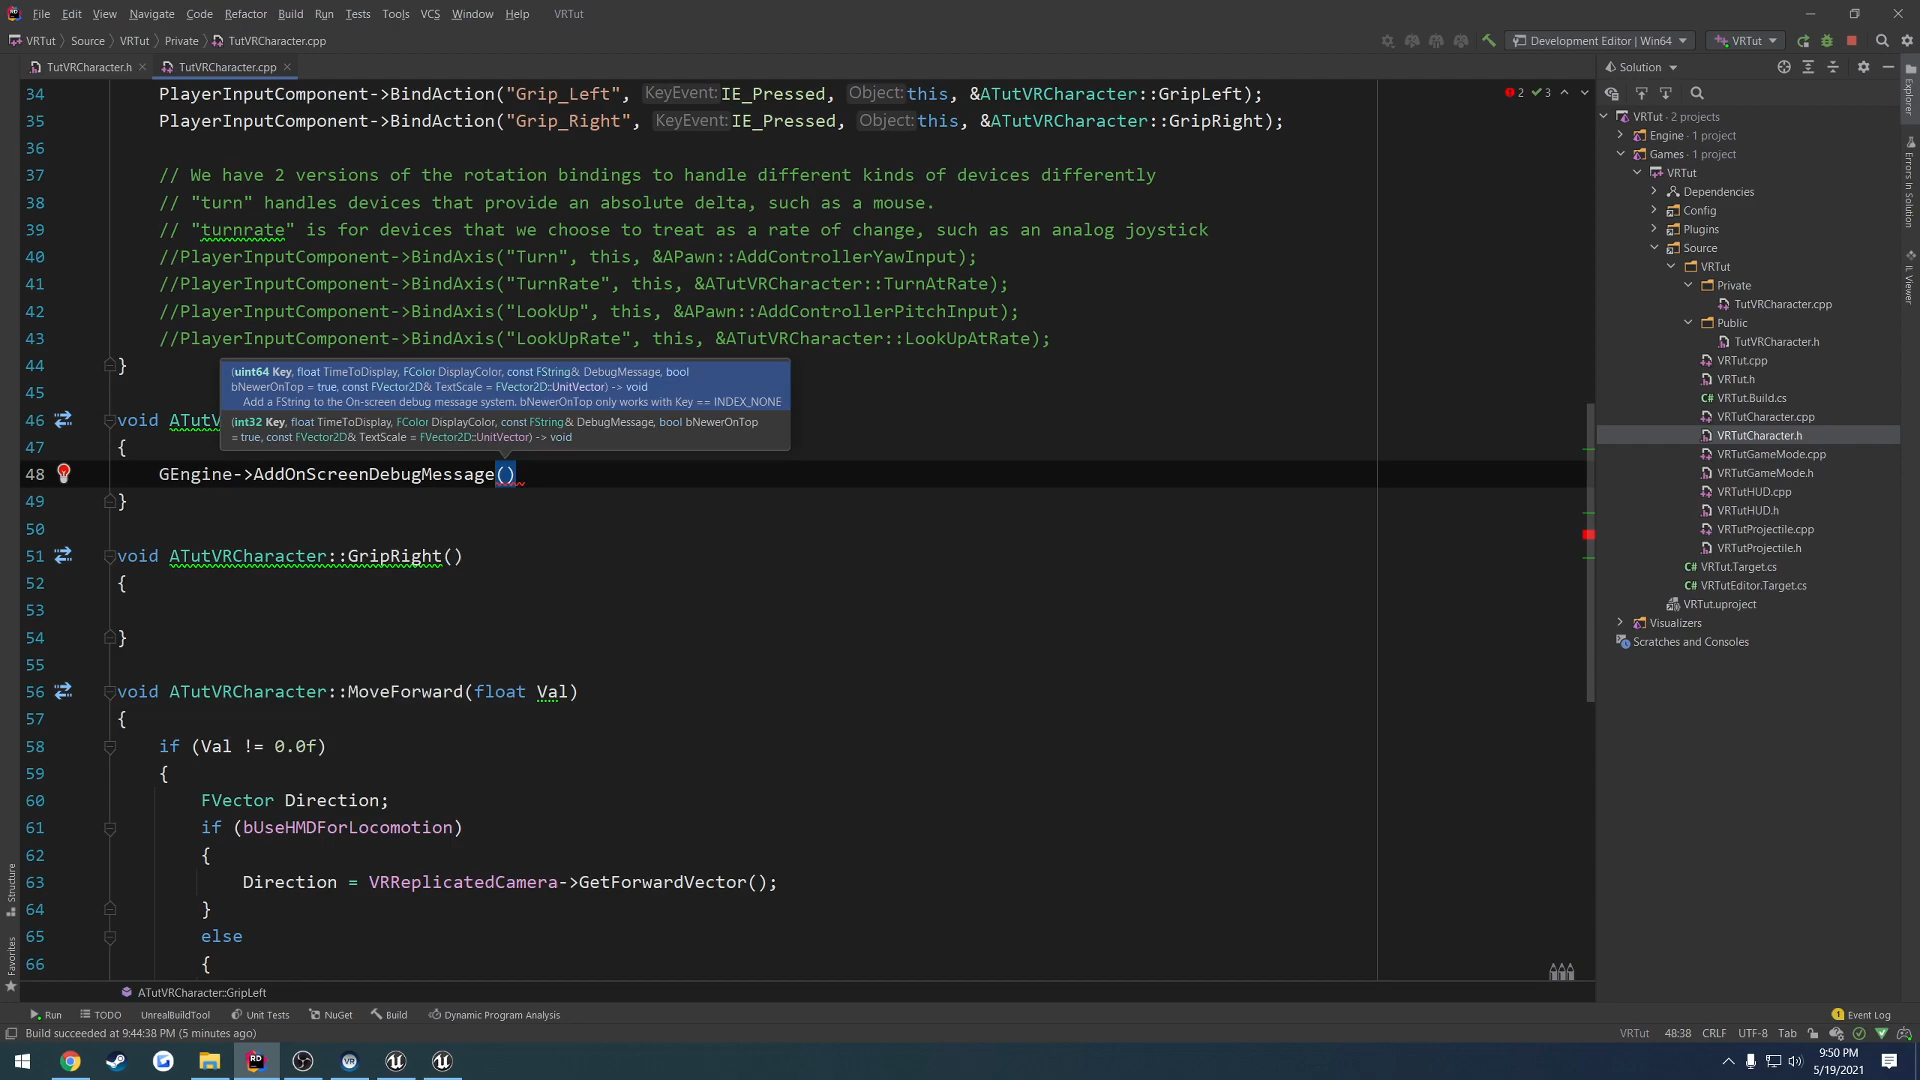 File Edit View Navigate Code Refactor Build Run Tests Tools VCS Window Help VRTut
VRTut Source VRTut Private TutVRCharacter.cpp Development Editor | Win64 VRTut
TutVRCharacter.h TutVRCharacter.cpp
34 PlayerInputComponent->BindAction("Grip_Left", KeyEvent: IE_Pressed, Object: this, &ATutVRCharacter::GripLeft);
35 PlayerInputComponent->BindAction("Grip_Right", KeyEvent: IE_Pressed, Object: this, &ATutVRCharacter::GripRight);
36
37 // We have 2 versions of the rotation bindings to handle different kinds of devices differently
38 // "turn" handles devices that provide an absolute delta, such as a mouse.
39 // "turnrate" is for devices that we choose to treat as a rate of change, such as an analog joystick
40 //PlayerInputComponent->BindAxis("Turn", this, &APawn::AddControllerYawInput);
41 //PlayerInputComponent->BindAxis("TurnRate", this, &ATutVRCharacter::TurnAtRate);
42 //PlayerInputComponent->BindAxis("LookUp", this, &APawn::AddControllerPitchInput);
43 //PlayerInputComponent->BindAxis("LookUpRate", this, &ATutVRCharacter::LookUpAtRate);
44 }
(uint64 Key, float TimeToDisplay, FColor DisplayColor, const FString& DebugMessage, bool
bNewerOnTop = true, const FVector2D& TextScale = FVector2D::UnitVector) -> void
Add a FString to the On-screen debug message system. bNewerOnTop only works with Key == INDEX_NONE
(int32 Key, float TimeToDisplay, FColor DisplayColor, const FString& DebugMessage, bool bNewerOnTop
= true, const FVector2D& TextScale = FVector2D::UnitVector) -> void
45
46 void ATutV
47 {
48 GEngine->AddOnScreenDebugMessage()
49 }
50
51 void ATutVRCharacter::GripRight()
52 {
53
54 }
55
56 void ATutVRCharacter::MoveForward(float Val)
57 {
58 if (Val != 0.0f)
59 {
60 FVector Direction;
61 if (bUseHMDForLocomotion)
62 {
63 Direction = VRReplicatedCamera->GetForwardVector();
64 }
65 else
66 {
2 3
ATutVRCharacter::GripLeft
Solution
VRTut · 2 projects
Engine · 1 project
Games · 1 project
VRTut
Dependencies
Config
Plugins
Source
VRTut
Private
TutVRCharacter.cpp
Public
TutVRCharacter.h
VRTut.cpp
VRTut.h
VRTut.Build.cs
VRTutCharacter.cpp
VRTutCharacter.h
VRTutGameMode.cpp
VRTutGameMode.h
VRTutHUD.cpp
VRTutHUD.h
VRTutProjectile.cpp
VRTutProjectile.h
VRTut.Target.cs
VRTutEditor.Target.cs
VRTut.uproject
Visualizers
Scratches and Consoles
Explorer
Errors In Solution
IL Viewer
Structure
Favorites
Run TODO UnrealBuildTool Unit Tests NuGet Build Dynamic Program Analysis 1 Event Log
Build succeeded at 9:44:38 PM (5 minutes ago) VRTut 48:38 CRLF UTF-8 Tab
9:50 PM
5/19/2021